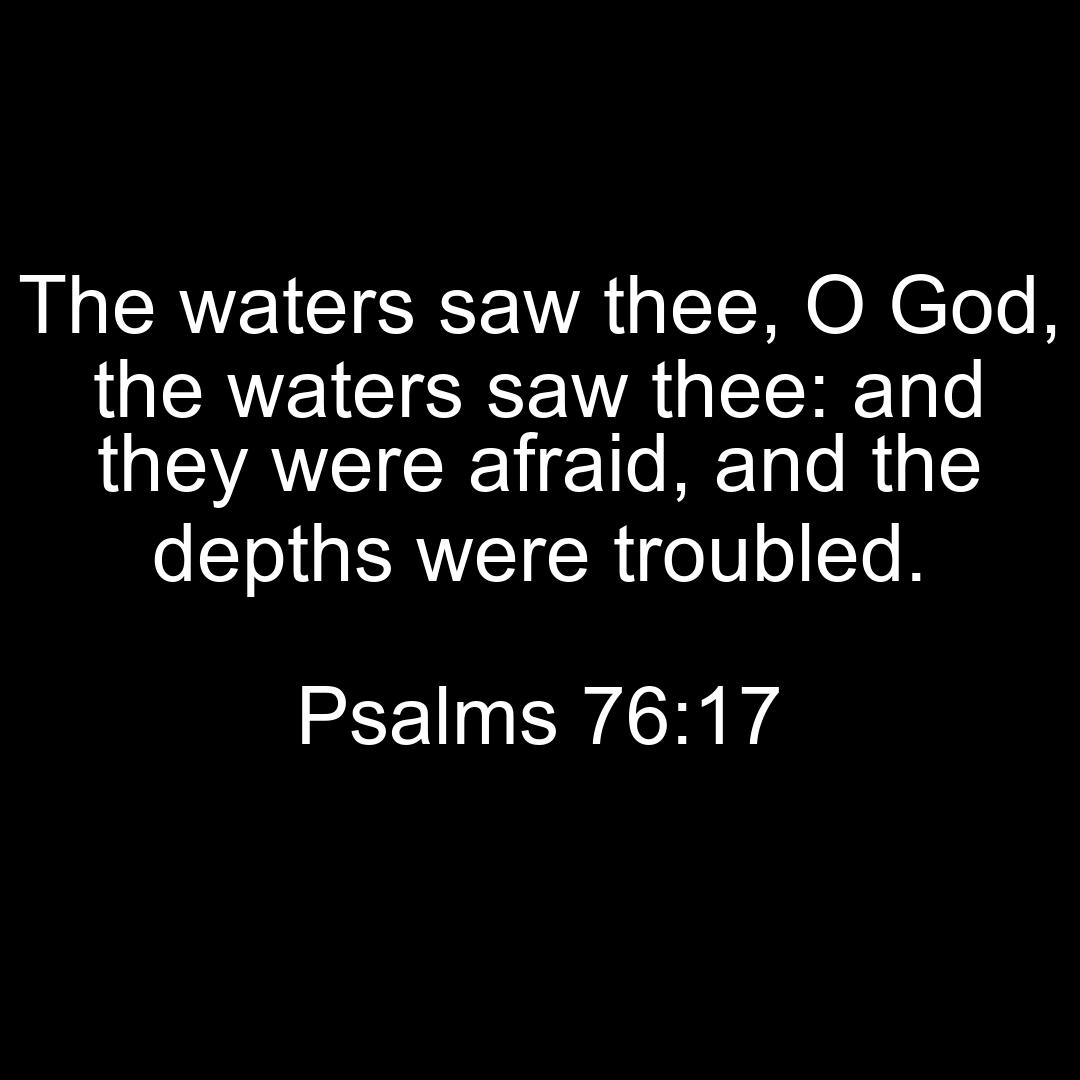 The waters saw thee, O God,
the waters saw thee: and
they were afraid, and the
depths were troubled.
Psalms 76:17